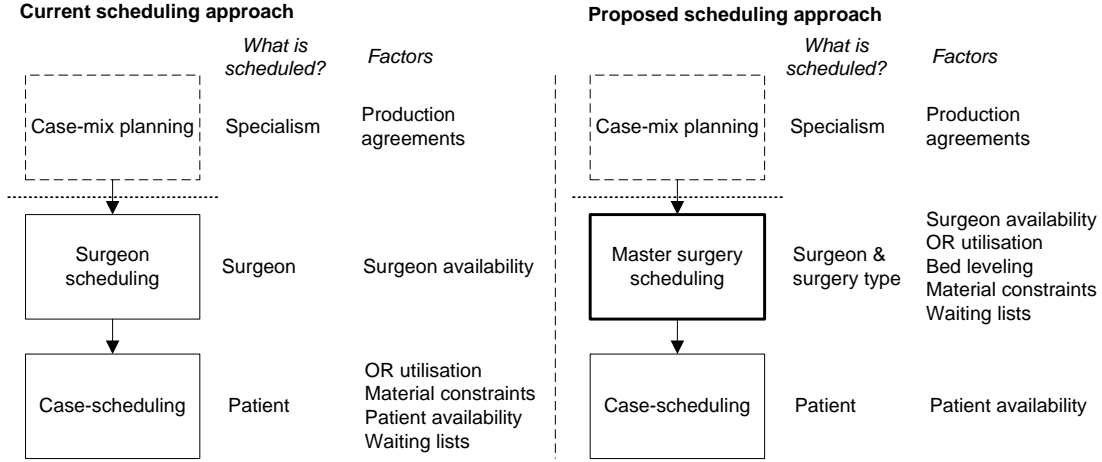 Current scheduling approach
What is
scheduled?
Factors
Case-mix planning
Specialism
Production
agreements
Surgeon
scheduling
Surgeon
Surgeon availability
Case-scheduling
Patient
OR utilisation
Material constraints
Patient availability
Waiting lists
Proposed scheduling approach
What is
scheduled?
Factors
Case-mix planning
Specialism
Production
agreements
Master surgery
scheduling
Surgeon &
surgery type
Surgeon availability
OR utilisation
Bed leveling
Material constraints
Waiting lists
Case-scheduling
Patient
Patient availability